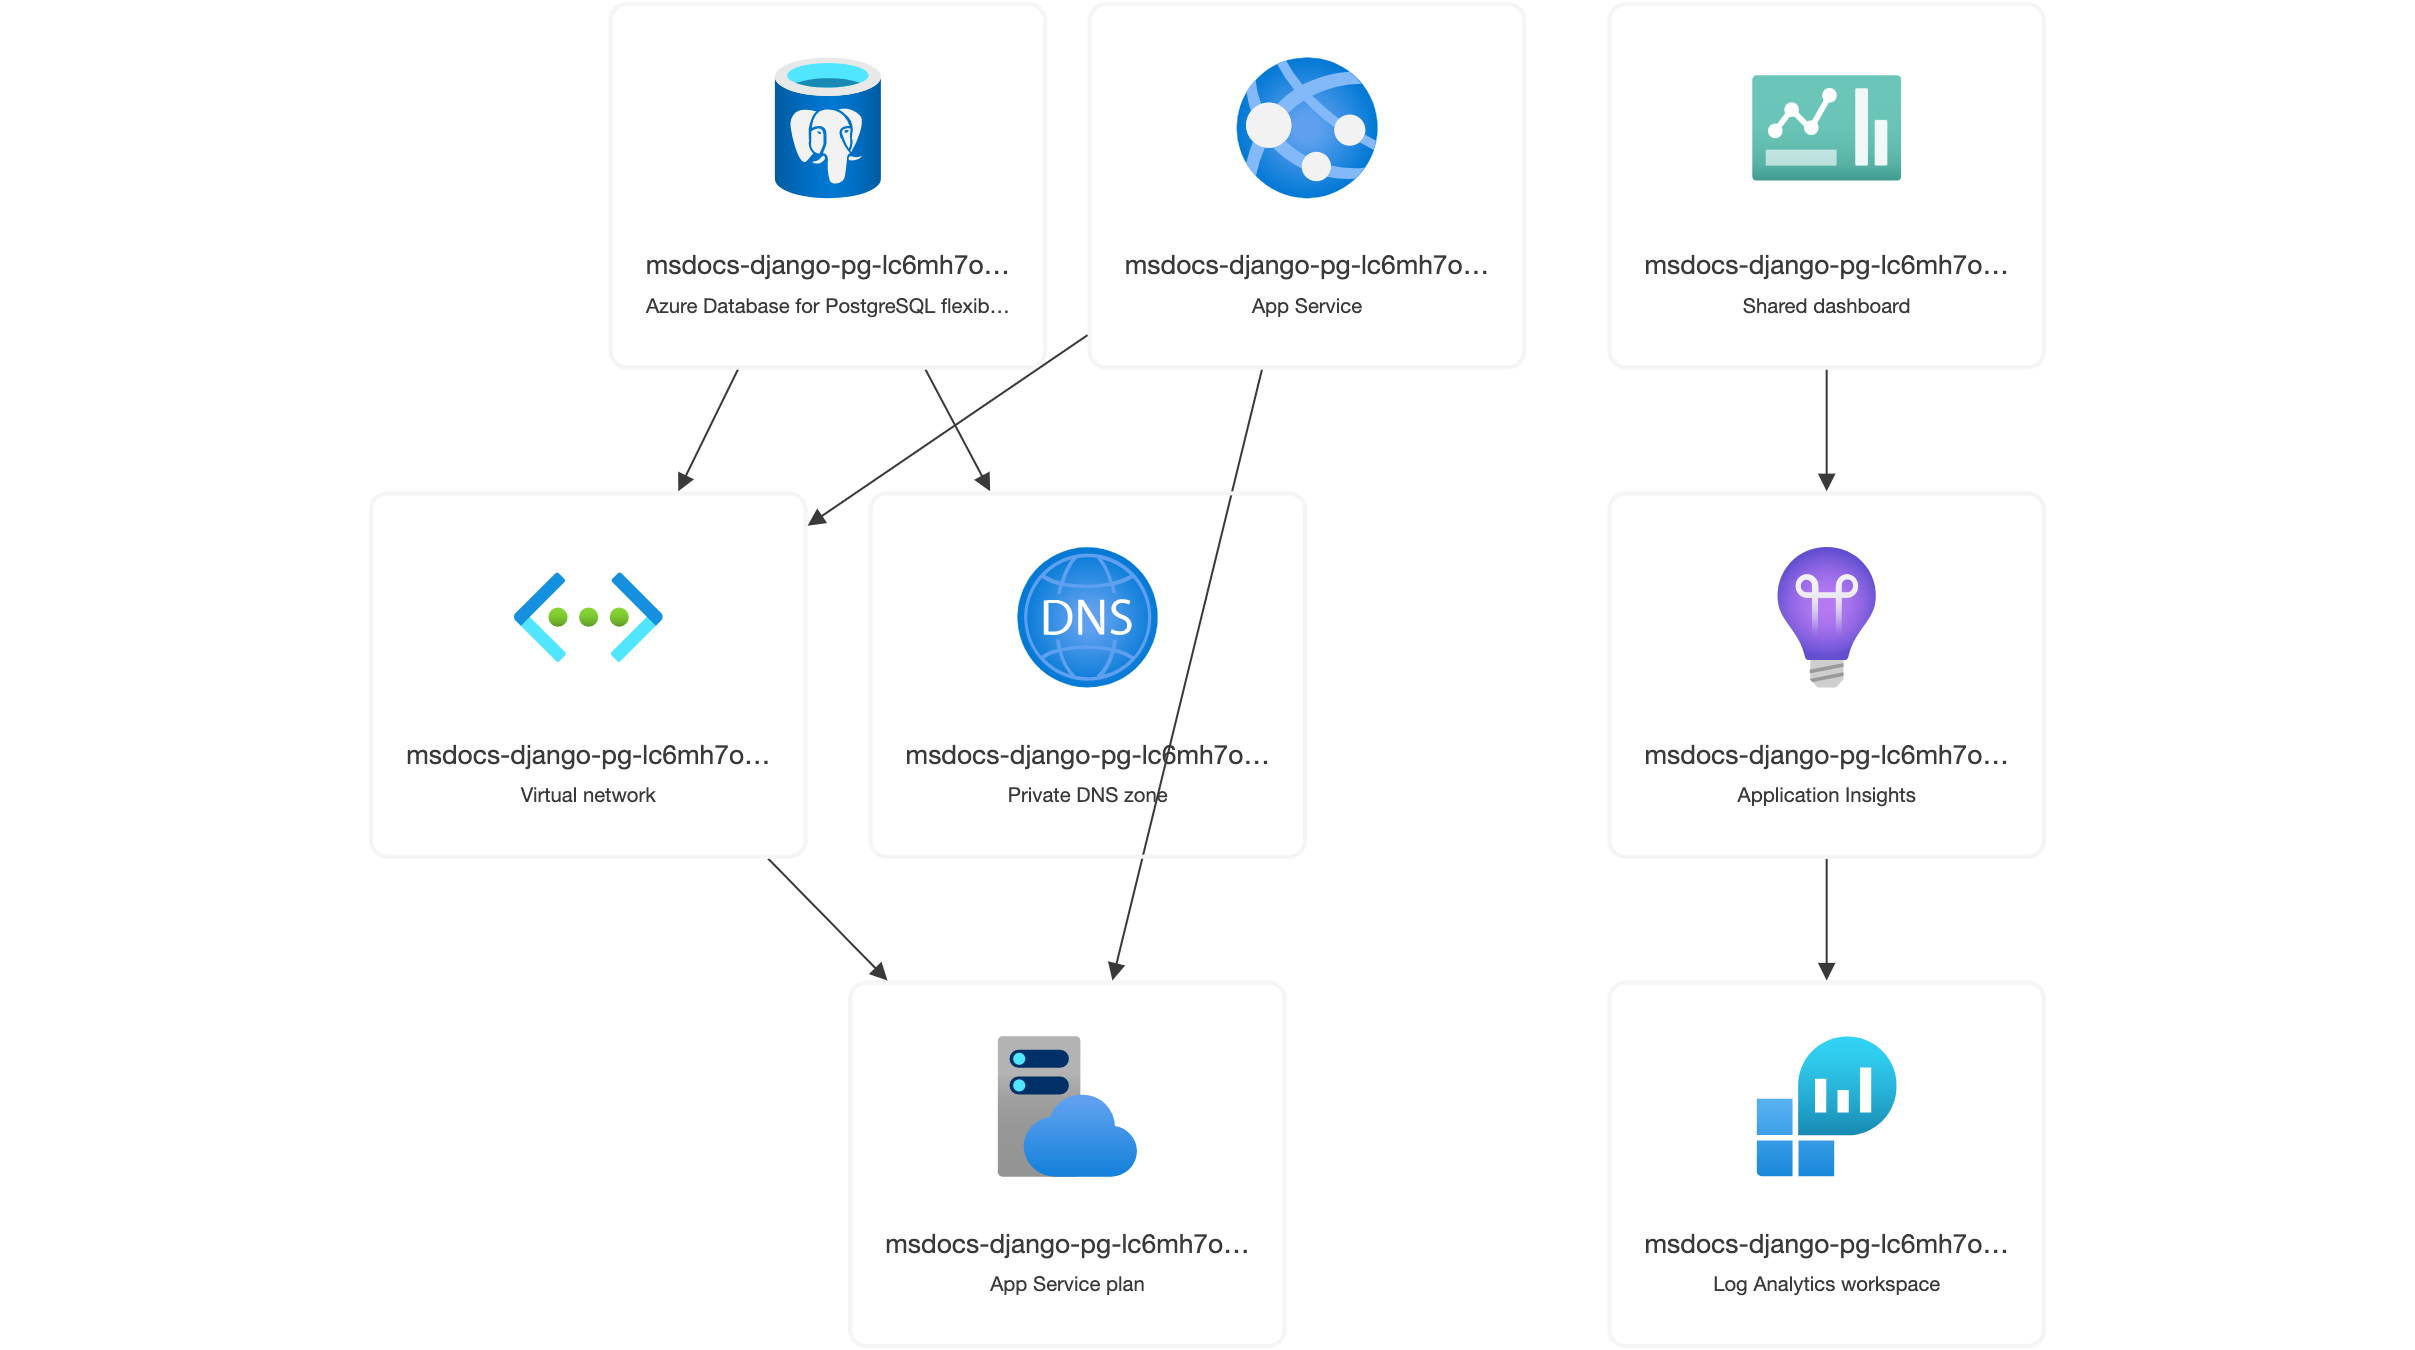 msdocs-django-pg-lc6mh7o...
Azure Database for PostgreSQL flexib...
msdocs-django-pg-lc6mh7o...
App Service
msdocs-django-pg-lc6mh7o...
Shared dashboard
msdocs-django-pg-lc6mh7o...
Virtual network
DNS
msdocs-django-pg-lc6mh7o...
Private DNS zone
msdocs-django-pg-lc6mh7o...
Application Insights
msdocs-django-pg-lc6mh7o...
App Service plan
msdocs-django-pg-lc6mh7o...
Log Analytics workspace